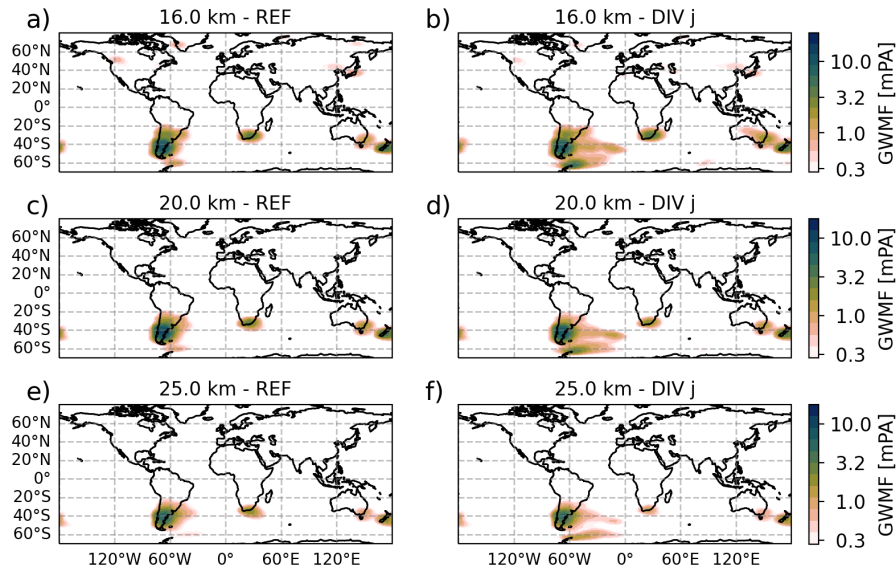 a) 16.0 km - REF
b) 16.0 km - DIV j
60°N
40°N
20°N
0°
20°S
40°S
60°S
10.0
3.2
1.0
0.3
GWMF [mPA]
c) 20.0 km - REF
d) 20.0 km - DIV j
60°N
40°N
20°N
0°
20°S
40°S
60°S
10.0
3.2
1.0
0.3
GWMF [mPA]
e) 25.0 km - REF
f) 25.0 km - DIV j
60°N
40°N
20°N
0°
20°S
40°S
60°S
10.0
3.2
1.0
0.3
GWMF [mPA]
120°W 60°W 0° 60°E 120°E
120°W 60°W 0° 60°E 120°E